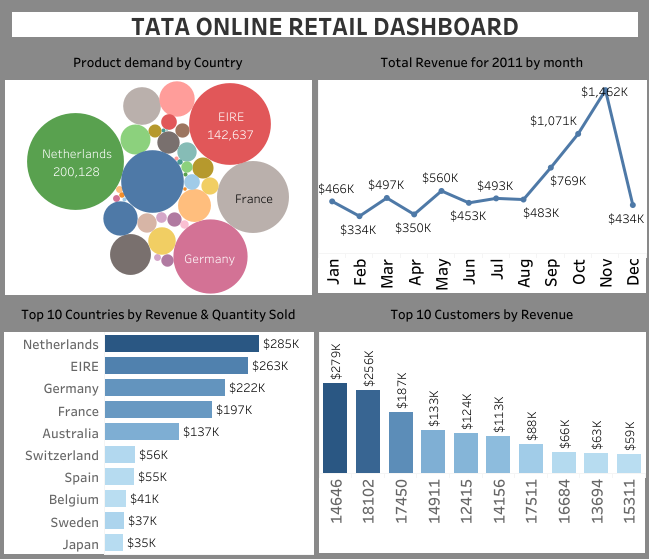 TATA ONLINE RETAIL DASHBOARD
Product demand by Country
EIRE
142,637
Netherlands
200,128
France
Germany
Total Revenue for 2011 by month
$466K
$334K
$497K
$350K
$560K
$453K
$493K
$483K
$769K
$1,071K
$1,462K
$434K
Jan
Feb
Mar
Apr
May
Jun
Jul
Aug
Sep
Oct
Nov
Dec
Top 10 Countries by Revenue & Quantity Sold
Netherlands $285K
EIRE $263K
Germany $222K
France $197K
Australia $137K
Switzerland $56K
Spain $55K
Belgium $41K
Sweden $37K
Japan $35K
Top 10 Customers by Revenue
$279K
$256K
$187K
$133K
$124K
$113K
$88K
$66K
$63K
$59K
14646
18102
17450
14911
12415
14156
17511
16684
13694
15311